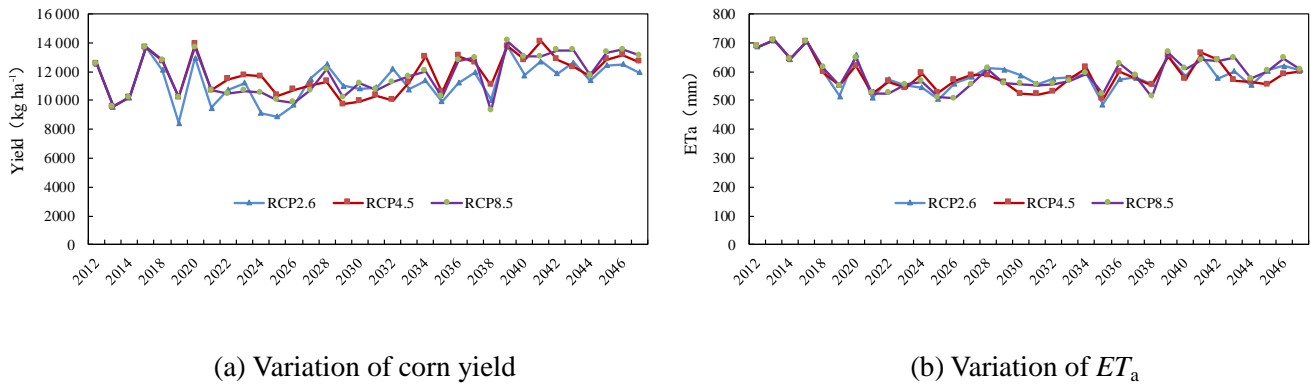 16 000
14 000
12 000
10 000
8000
6000
4000
2000
0
Yield（kg ha⁻¹）
RCP2.6 RCP4.5 RCP8.5
2012 2014 2018 2020 2022 2024 2026 2028 2030 2032 2034 2036 2038 2040 2042 2044 2046
(a) Variation of corn yield
800
700
600
500
400
300
200
100
0
ETa（mm）
RCP2.6 RCP4.5 RCP8.5
2012 2014 2018 2020 2022 2024 2026 2028 2030 2032 2034 2036 2038 2040 2042 2044 2046
(b) Variation of ETa